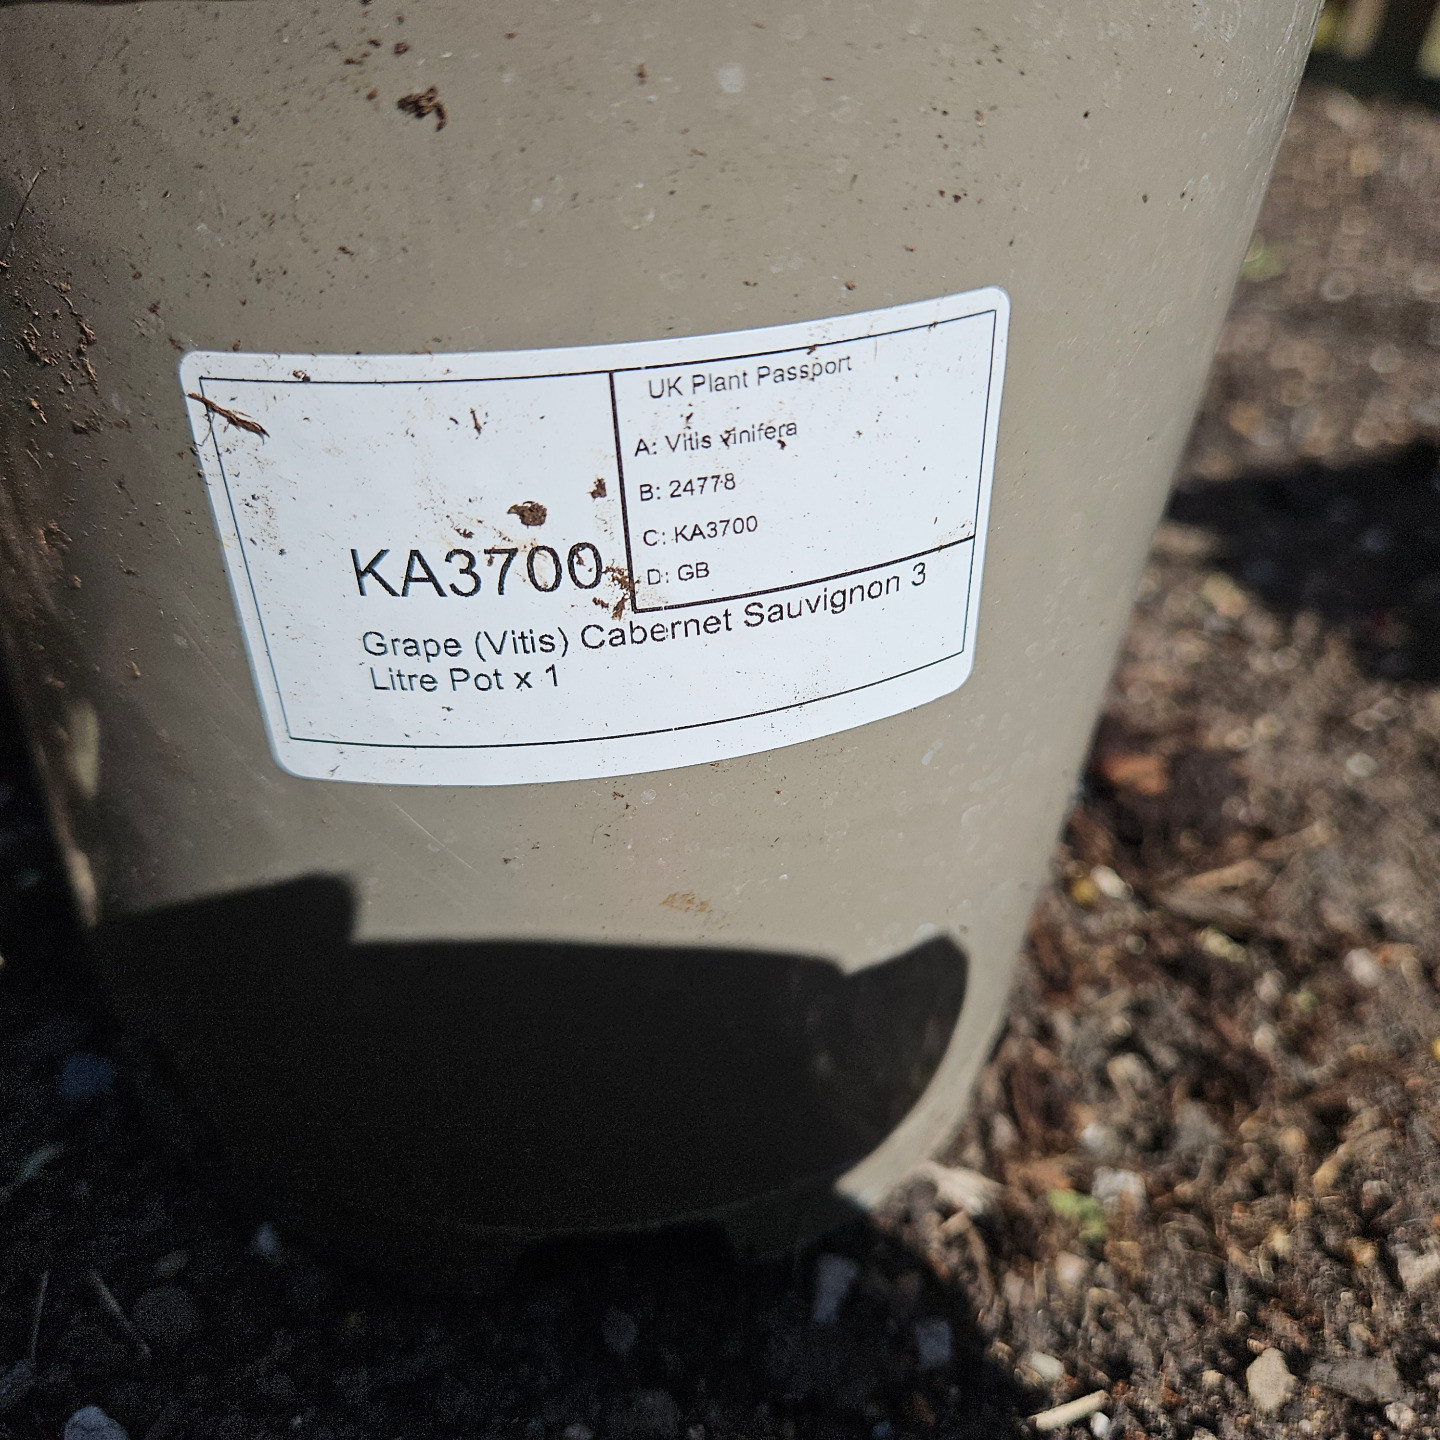 UK Plant Passport
A: Vitis vinifera
B: 24778
C: KA3700
D: GB
KA3700
Grape (Vitis) Cabernet Sauvignon 3
Litre Pot x 1